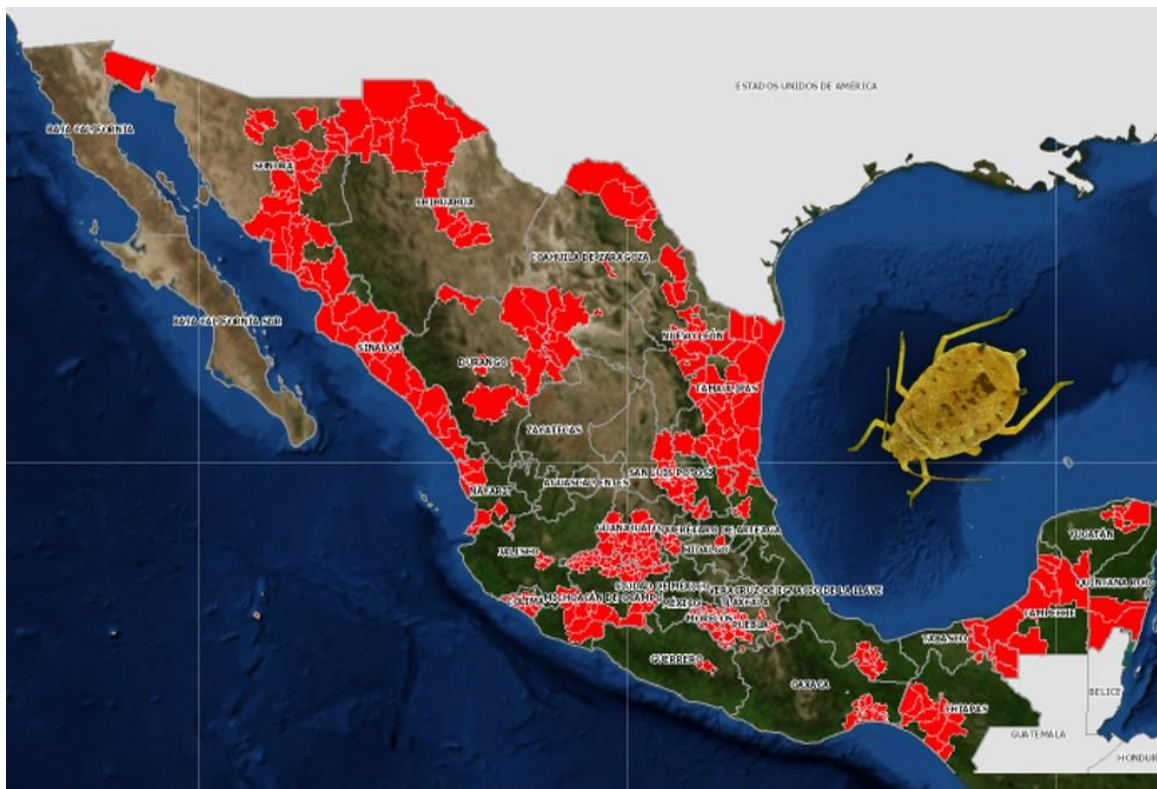 ESTADOS UNIDOS DE AMÉRICA
BAJA CALIFORNIA
SONORA
CHIHUAHUA
COAHUILA DE ZARAGOZA
BAJA CALIFORNIA SUR
SINALOA
DURANGO
NUEVO LEÓN
TAMAULIPAS
ZACATECAS
SAN LUIS POTOSÍ
NAYARIT
AGUASCALIENTES
GUANAJUATO
QUERÉTARO DE ARTEAGA
JALISCO
HIDALGO
YUCATÁN
QUINTANA ROO
CIUDAD DE MÉXICO
COLIMA
MICHOACÁN DE OCAMPO
MÉXICO
VERACRUZ DE IGNACIO DE LA LLAVE
TLAXCALA
MORELOS
PUEBLA
CAMPECHE
TABASCO
GUERRERO
OAXACA
CHIAPAS
BELICE
GUATEMALA
HONDUR